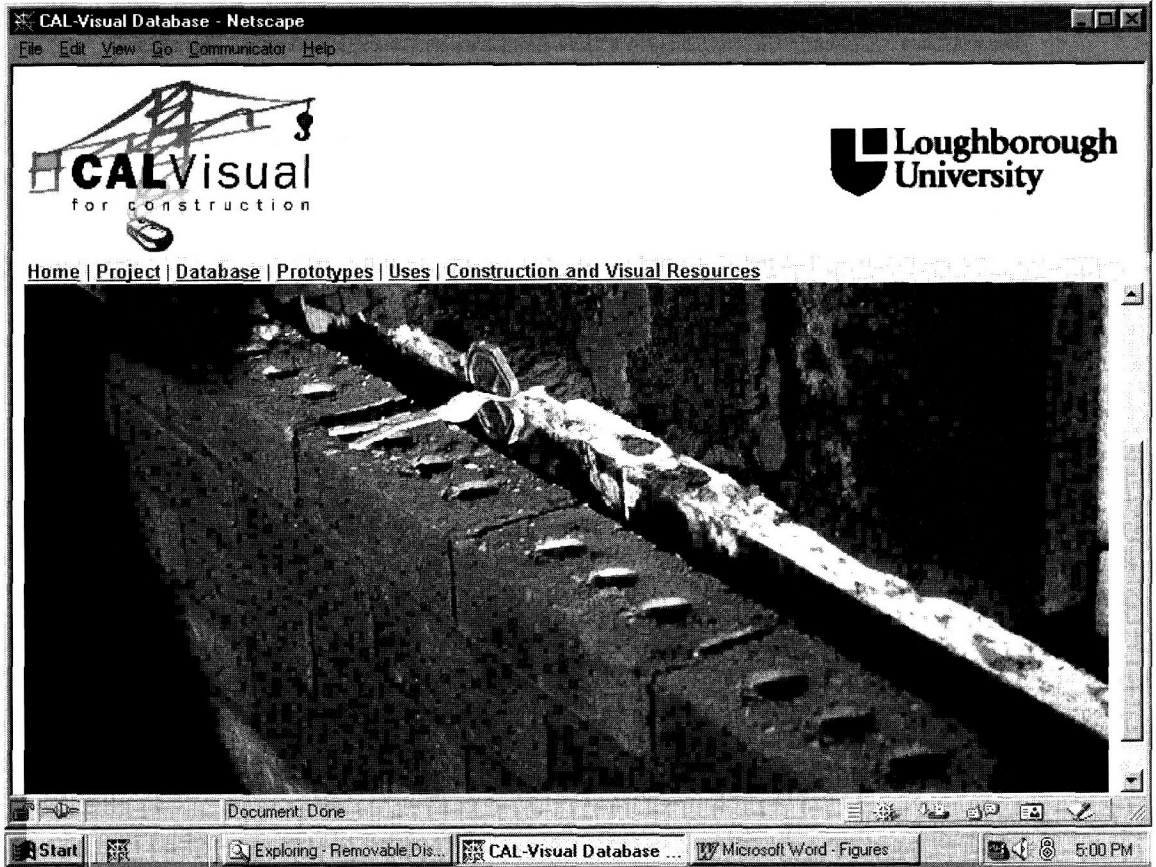 CAL-Visual Database - Netscape
File Edit View Go Communicator Help
CALVisual
for construction
Loughborough
University
Home | Project | Database | Prototypes | Uses | Construction and Visual Resources
Document: Done
Start Exploring - Removable Dis... CAL-Visual Database ... Microsoft Word - Figures 5:00 PM